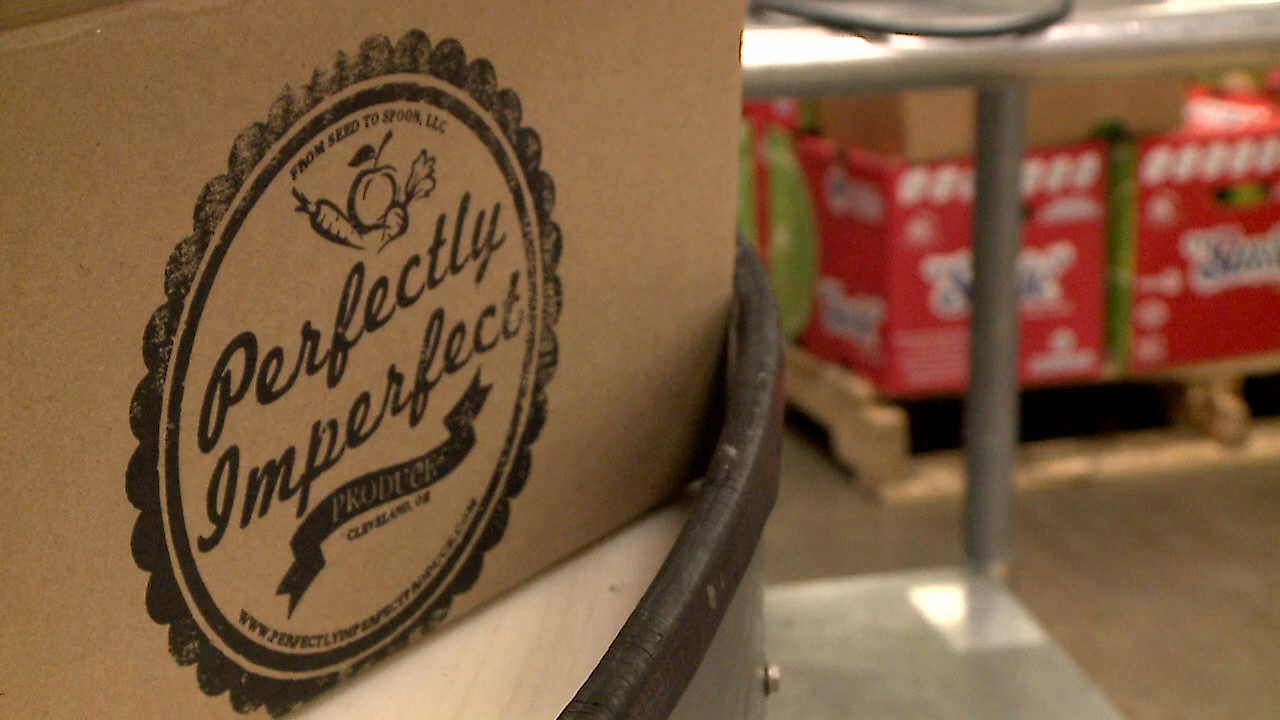 FROM SEED TO SPOON, LLC
Perfectly
Imperfect
PRODUCE
CLEVELAND, OH
WWW.PERFECTLYIMPERFECTPRODUCE.COM